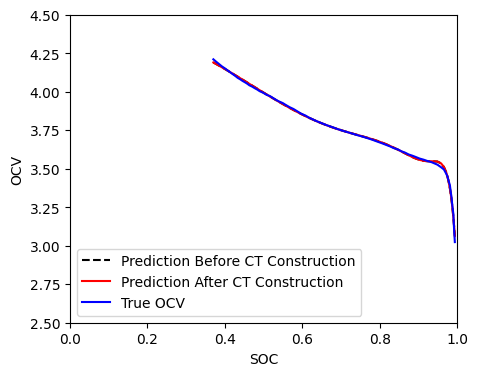 4.50
4.25
4.00
3.75
3.50
3.25
3.00
2.75
2.50
OCV
Prediction Before CT Construction
Prediction After CT Construction
True OCV
0.0 0.2 0.4 0.6 0.8 1.0
SOC